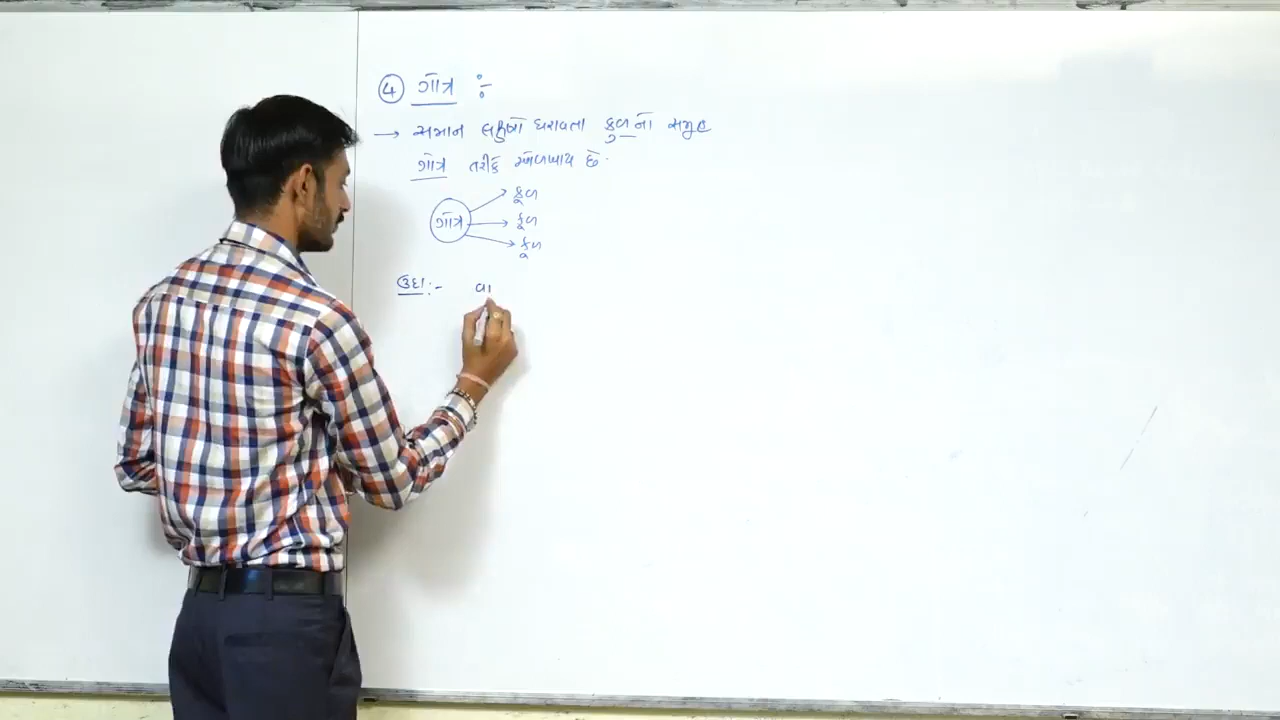 ④ ગોત્ર ÷
→ સમાન લક્ષણો ધરાવતા કુળનો સમૂહ
ગોત્ર તરીકે ઓળખાય છે.
ગોત્ર
કૂળ
કૂળ
કૂળ
ઉદા :- વા